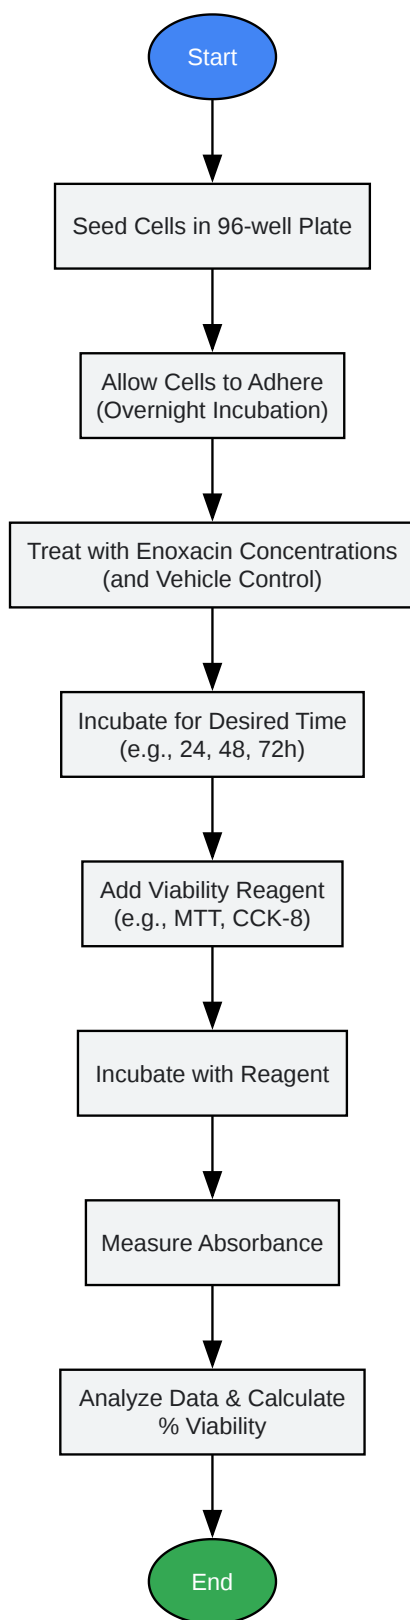 Start
Seed Cells in 96-well Plate
Allow Cells to Adhere
(Overnight Incubation)
Treat with Enoxacin Concentrations
(and Vehicle Control)
Incubate for Desired Time
(e.g., 24, 48, 72h)
Add Viability Reagent
(e.g., MTT, CCK-8)
Incubate with Reagent
Measure Absorbance
Analyze Data & Calculate
% Viability
End